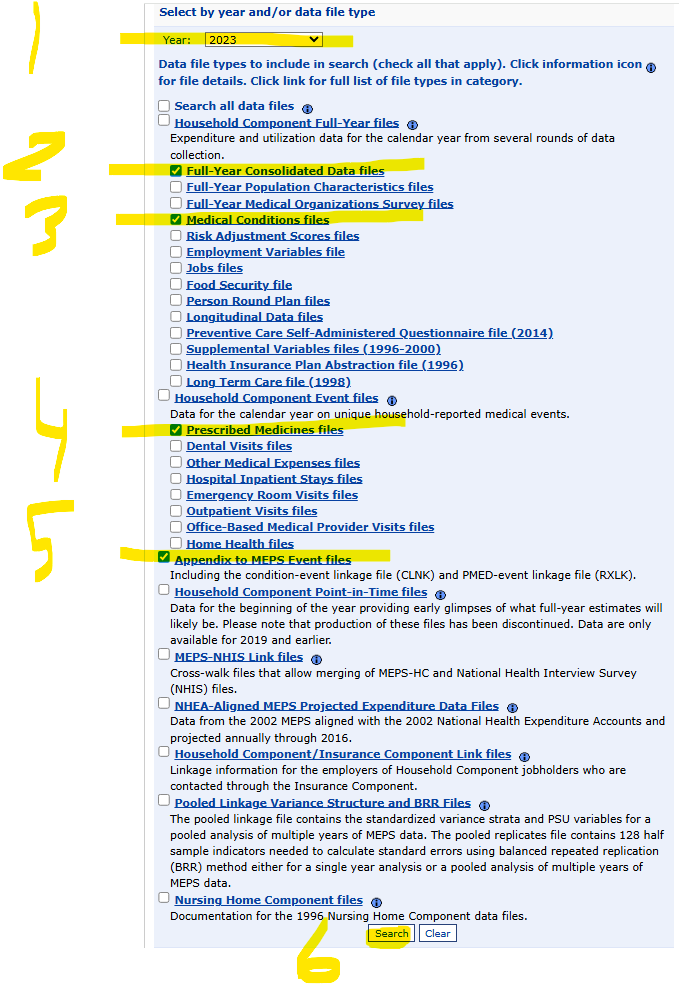 Select by year and/or data file type
1
Year: 2023
Data file types to include in search (check all that apply). Click information icon
for file details. Click link for full list of file types in category.
Search all data files
Household Component Full-Year files
Expenditure and utilization data for the calendar year from several rounds of data
collection.
2
Full-Year Consolidated Data files
Full-Year Population Characteristics files
Full-Year Medical Organizations Survey files
3
Medical Conditions files
Risk Adjustment Scores files
Employment Variables file
Jobs files
Food Security file
Person Round Plan files
Longitudinal Data files
Preventive Care Self-Administered Questionnaire file (2014)
Supplemental Variables files (1996-2000)
Health Insurance Plan Abstraction file (1996)
Long Term Care file (1998)
Household Component Event files
Data for the calendar year on unique household-reported medical events.
4
Prescribed Medicines files
Dental Visits files
Other Medical Expenses files
Hospital Inpatient Stays files
Emergency Room Visits files
Outpatient Visits files
Office-Based Medical Provider Visits files
Home Health files
5
Appendix to MEPS Event files
Including the condition-event linkage file (CLNK) and PMED-event linkage file (RXLK).
Household Component Point-in-Time files
Data for the beginning of the year providing early glimpses of what full-year estimates will
likely be. Please note that production of these files has been discontinued. Data are only
available for 2019 and earlier.
MEPS-NHIS Link files
Cross-walk files that allow merging of MEPS-HC and National Health Interview Survey
(NHIS) files.
NHEA-Aligned MEPS Projected Expenditure Data Files
Data from the 2002 MEPS aligned with the 2002 National Health Expenditure Accounts and
projected annually through 2016.
Household Component/Insurance Component Link files
Linkage information for the employers of Household Component jobholders who are
contacted through the Insurance Component.
Pooled Linkage Variance Structure and BRR Files
The pooled linkage file contains the standardized variance strata and PSU variables for a
pooled analysis of multiple years of MEPS data. The pooled replicates file contains 128 half
sample indicators needed to calculate standard errors using balanced repeated replication
(BRR) method either for a single year analysis or a pooled analysis of multiple years of
MEPS data.
Nursing Home Component files
Documentation for the 1996 Nursing Home Component data files.
6
Search Clear